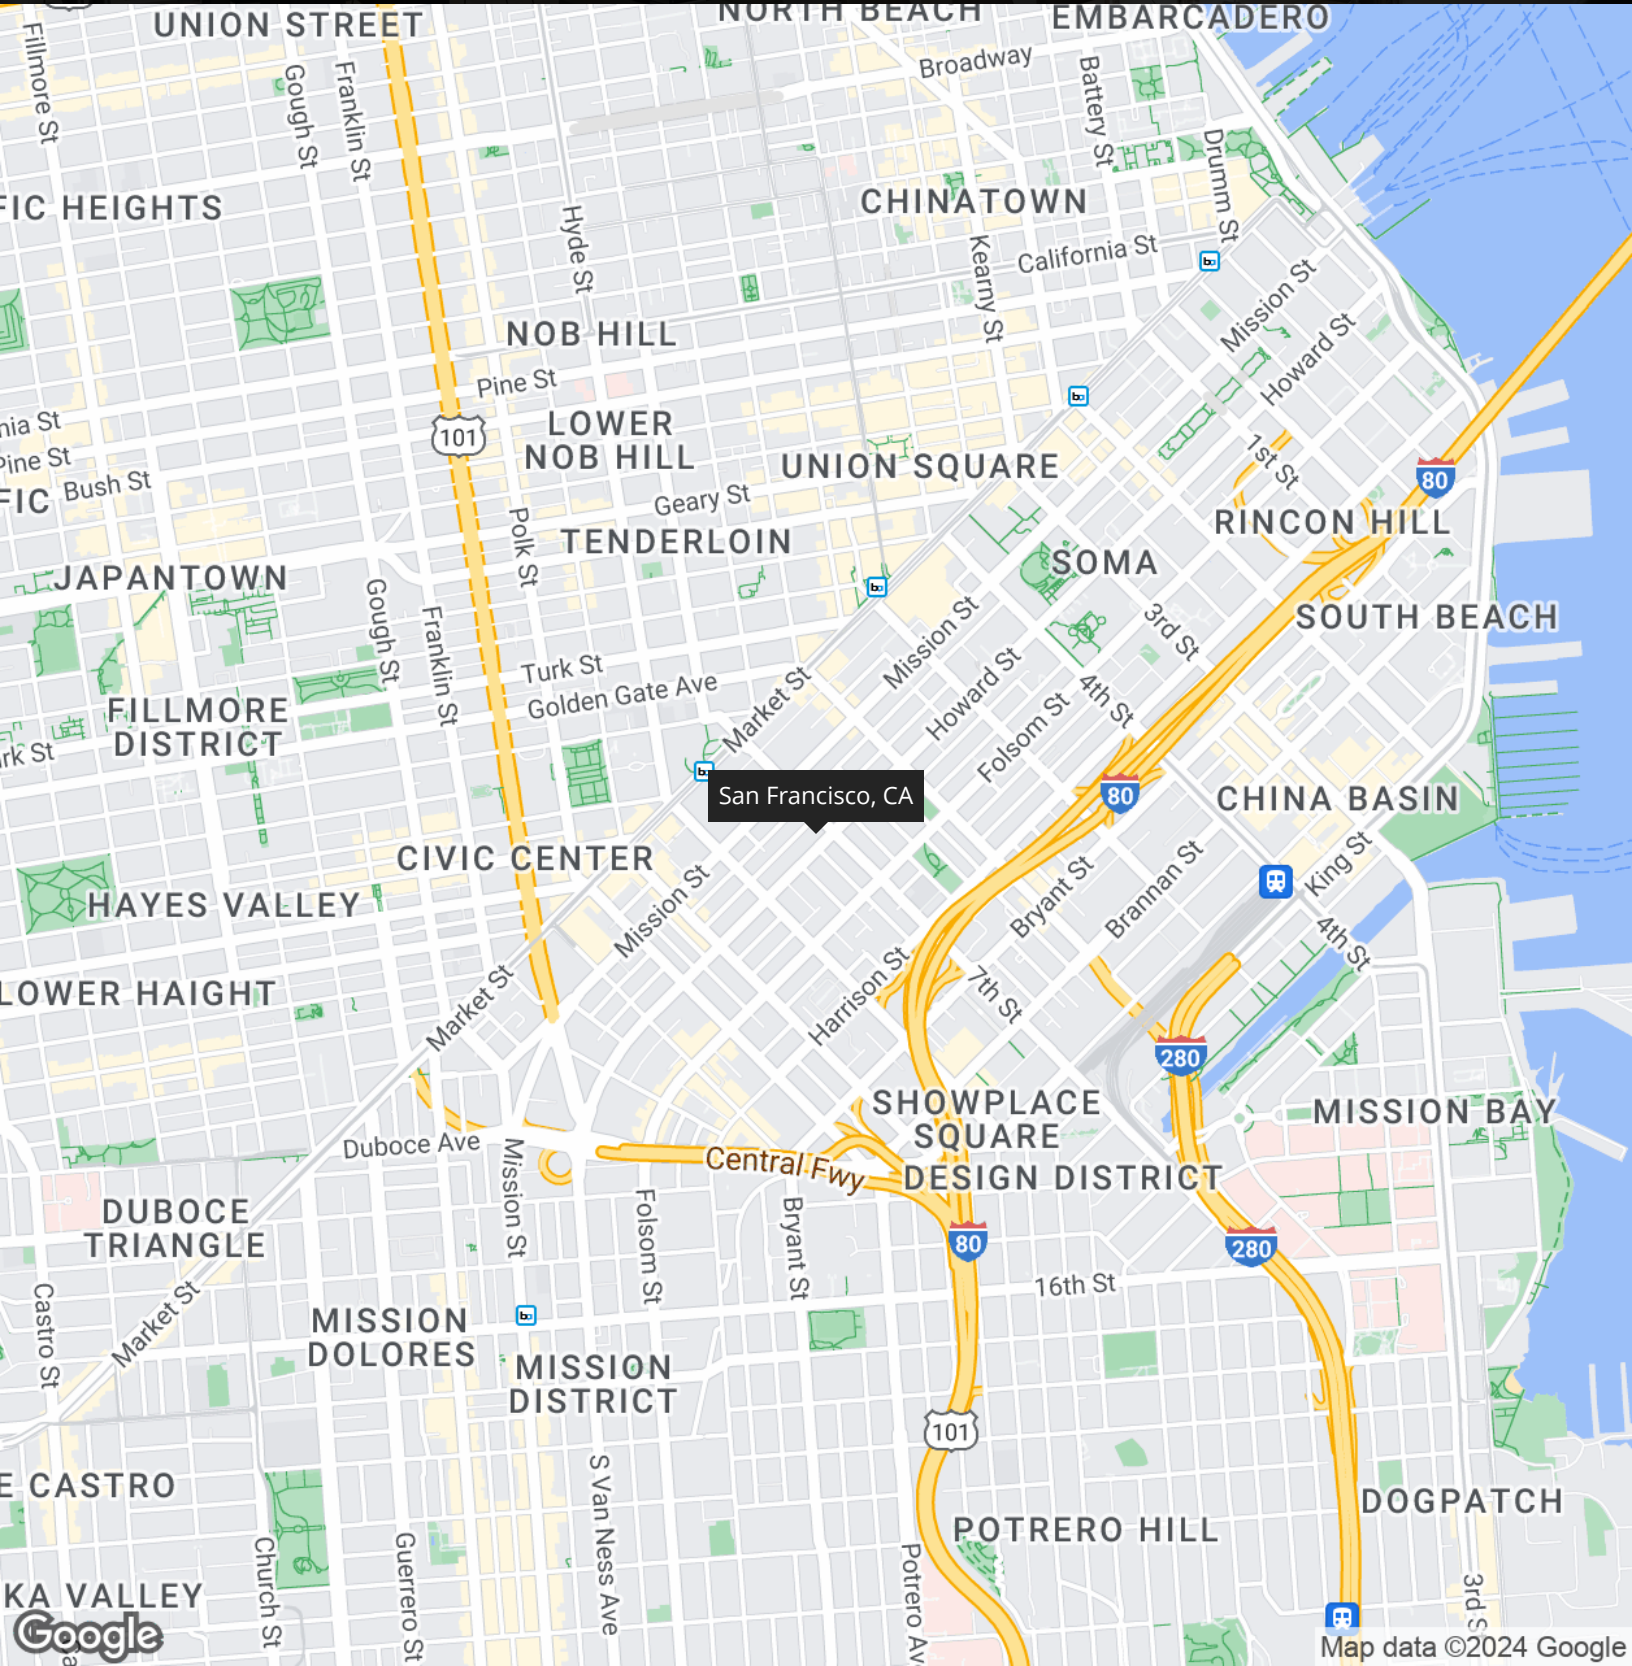 NORTH BEACH
EMBARCADERO
UNION STREET
Broadway
Fillmore St
Gough St
Franklin St
Battery St
Drumm St
FIC HEIGHTS
CHINATOWN
Hyde St
Kearny St
California St
Mission St
Howard St
NOB HILL
Pine St
nia St
Pine St
101
LOWER
NOB HILL
UNION SQUARE
1st St
80
FIC
Bush St
Geary St
RINCON HILL
Polk St
TENDERLOIN
SOMA
JAPANTOWN
Gough St
Franklin St
SOUTH BEACH
Mission St
3rd St
Turk St
Golden Gate Ave
Market St
Howard St
4th St
Folsom St
FILLMORE
DISTRICT
rk St
San Francisco, CA
80
CHINA BASIN
CIVIC CENTER
Mission St
King St
Bryant St
Brannan St
HAYES VALLEY
4th St
LOWER HAIGHT
Market St
Harrison St
7th St
280
SHOWPLACE
SQUARE
MISSION BAY
Duboce Ave
Mission St
Central Fwy
DESIGN DISTRICT
DUBOCE
TRIANGLE
Folsom St
Bryant St
80
280
16th St
Castro St
Market St
MISSION
DOLORES
MISSION
DISTRICT
101
E CASTRO
S Van Ness Ave
DOGPATCH
POTRERO HILL
Church St
Guerrero St
Potrero Av
3rd S
KA VALLEY
Google
Map data ©2024 Google